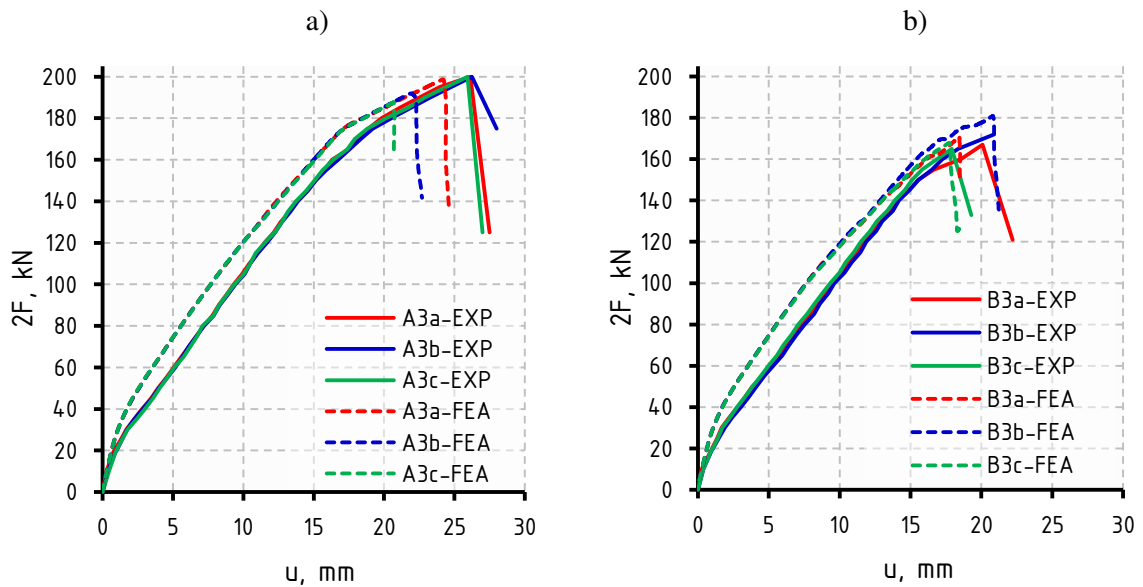 a)
2F, kN
200
180
160
140
120
100
80
60
40
20
0
A3a-EXP
A3b-EXP
A3c-EXP
A3a-FEA
A3b-FEA
A3c-FEA
0 5 10 15 20 25 30
u, mm
b)
2F, kN
200
180
160
140
120
100
80
60
40
20
0
B3a-EXP
B3b-EXP
B3c-EXP
B3a-FEA
B3b-FEA
B3c-FEA
0 5 10 15 20 25 30
u, mm